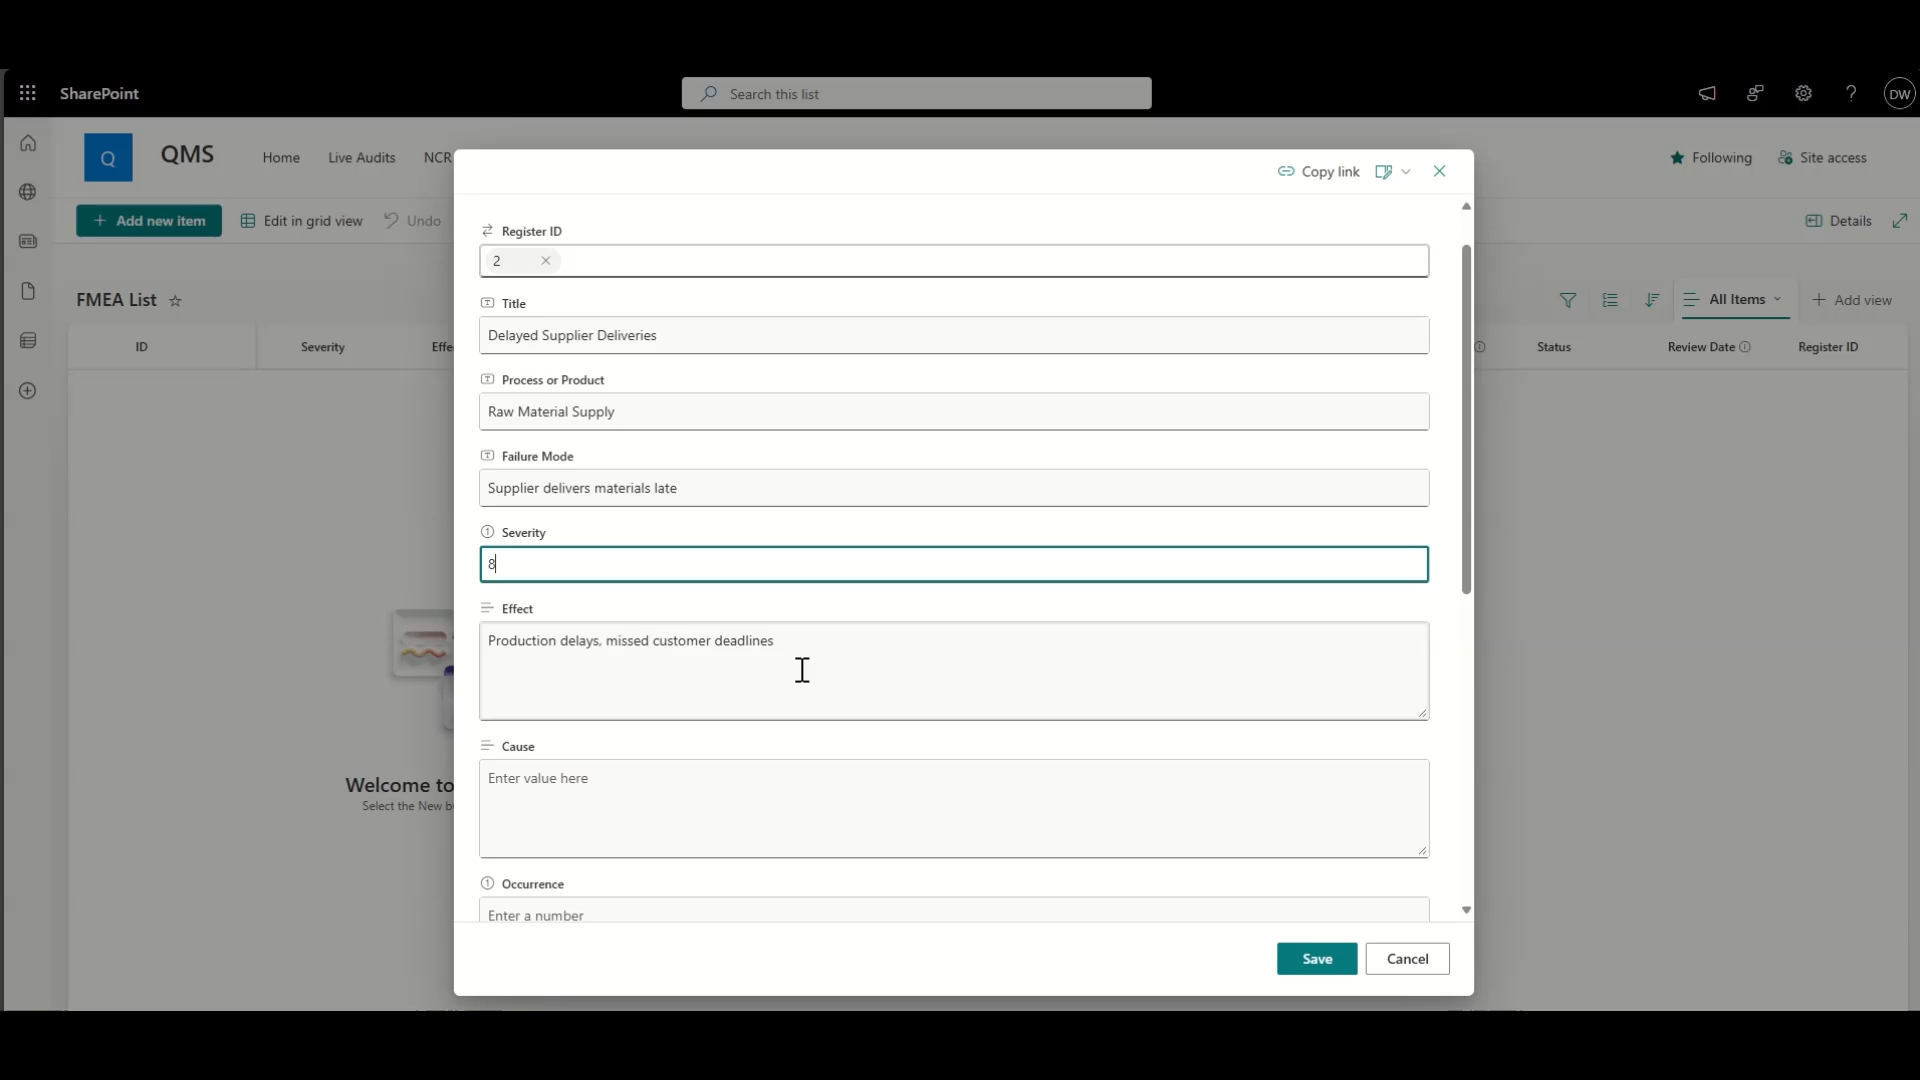 SharePoint
Search this list
DW
Q
QMS
Home
Live Audits
NCR
Following
Site access
Add new item
Edit in grid view
Undo
Details
FMEA List
All Items
Add view
ID
Severity
Status
Review Date
Register ID
Welcome to
Select the New
Copy link
Register ID
2
Title
Delayed Supplier Deliveries
Process or Product
Raw Material Supply
Failure Mode
Supplier delivers materials late
Severity
8
Effect
Production delays, missed customer deadlines
Cause
Enter value here
Occurrence
Enter a number
Save
Cancel